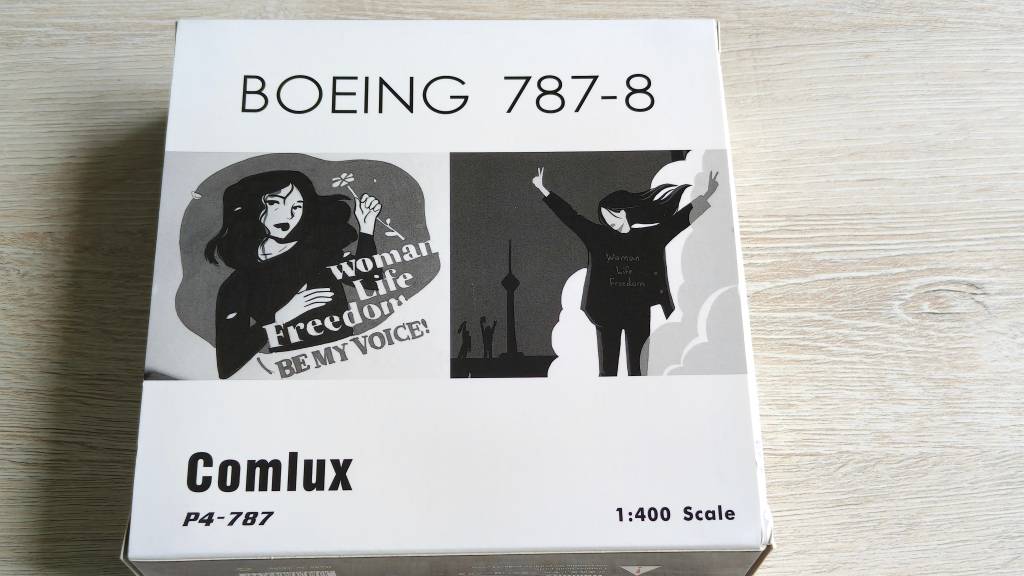 BOEING 787-8
Woman
Life
Freedom
BE MY VOICE!
Woman
Life
Freedom
Comlux
P4-787
1:400 Scale